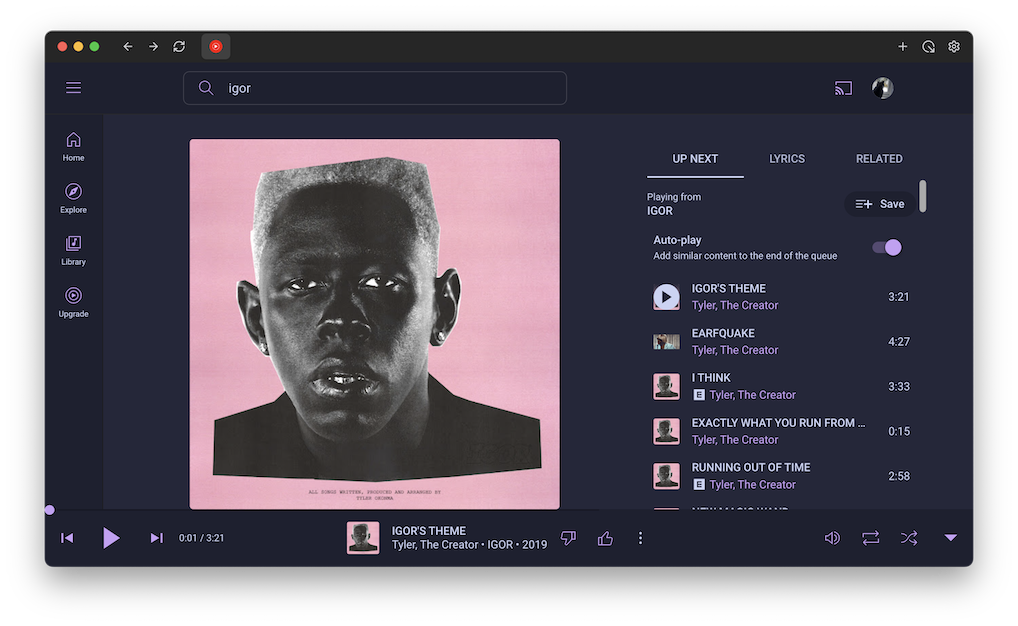 igor
Home
Explore
Library
Upgrade
ALL SONGS WRITTEN, PRODUCED AND ARRANGED BY
TYLER OKONMA
UP NEXT
LYRICS
RELATED
Playing from
IGOR
Save
Auto-play
Add similar content to the end of the queue
IGOR'S THEME
Tyler, The Creator
3:21
EARFQUAKE
Tyler, The Creator
4:27
I THINK
E Tyler, The Creator
3:33
EXACTLY WHAT YOU RUN FROM ...
Tyler, The Creator
0:15
RUNNING OUT OF TIME
E Tyler, The Creator
2:58
0:01 / 3:21
IGOR'S THEME
Tyler, The Creator • IGOR • 2019